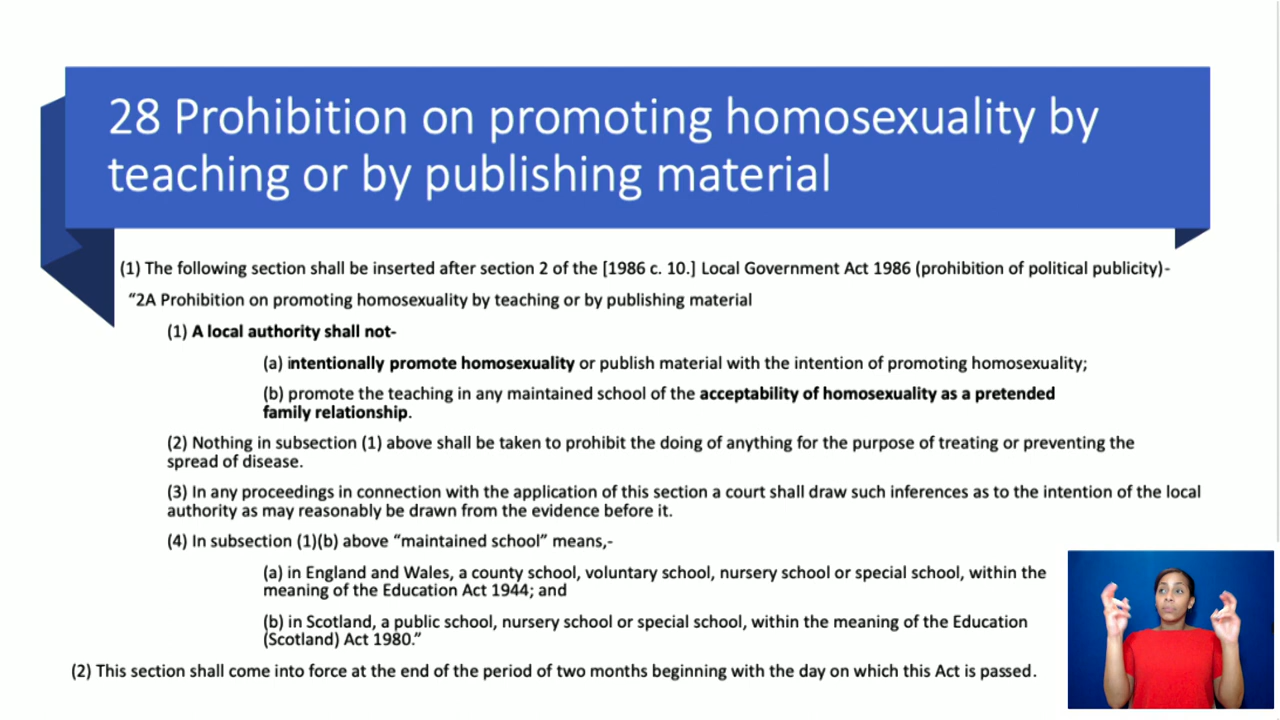 28 Prohibition on promoting homosexuality by
teaching or by publishing material
(1) The following section shall be inserted after section 2 of the [1986 c. 10.] Local Government Act 1986 (prohibition of political publicity)-
“2A Prohibition on promoting homosexuality by teaching or by publishing material
(1) A local authority shall not-
(a) intentionally promote homosexuality or publish material with the intention of promoting homosexuality;
(b) promote the teaching in any maintained school of the acceptability of homosexuality as a pretended
family relationship.
(2) Nothing in subsection (1) above shall be taken to prohibit the doing of anything for the purpose of treating or preventing the
spread of disease.
(3) In any proceedings in connection with the application of this section a court shall draw such inferences as to the intention of the local
authority as may reasonably be drawn from the evidence before it.
(4) In subsection (1)(b) above “maintained school” means,-
(a) in England and Wales, a county school, voluntary school, nursery school or special school, within the
meaning of the Education Act 1944; and
(b) in Scotland, a public school, nursery school or special school, within the meaning of the Education
(Scotland) Act 1980.”
(2) This section shall come into force at the end of the period of two months beginning with the day on which this Act is passed.